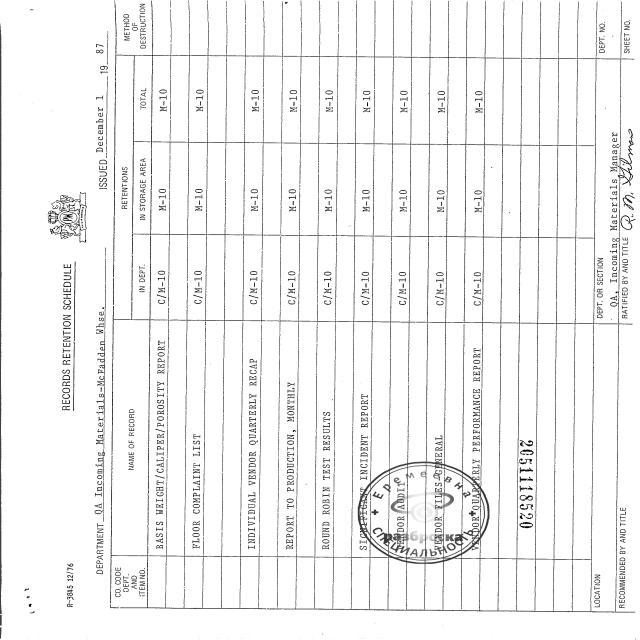 R-3845 12/76
RECORDS RETENTION SCHEDULE
DEPARTMENT QA Incoming Materials-McFadden Whse.
ISSUED December 1 19 87
CO. CODE DEPT. AND ITEM NO.
NAME OF RECORD
RETENTIONS
IN DEPT.
IN STORAGE AREA
TOTAL
METHOD OF DESTRUCTION
BASIS WEIGHT/CALIPER/POROSITY REPORT C/M-10 M-10 M-10
FLOOR COMPLAINT LIST C/M-10 M-10 M-10
INDIVIDUAL VENDOR QUARTERLY RECAP C/M-10 M-10 M-10
REPORT TO PRODUCTION, MONTHLY C/M-10 M-10 M-10
ROUND ROBIN TEST RESULTS C/M-10 M-10 M-10
SIGNIFICANT INCIDENT REPORT C/M-10 M-10 M-10
VENDOR AUDIT C/M-10 M-10 M-10
VENDOR FILES GENERAL C/M-10 M-10 M-10
VENDOR QUARTERLY PERFORMANCE REPORT C/M-10 M-10 M-10
Еремеевна
разброска
СПЕЦИАЛЬНОСТЬ
2051118520
LOCATION
DEPT. OR SECTION
QA, Incoming Materials Manager
DEPT. NO.
RECOMMENDED BY AND TITLE
RATIFIED BY AND TITLE
SHEET NO.